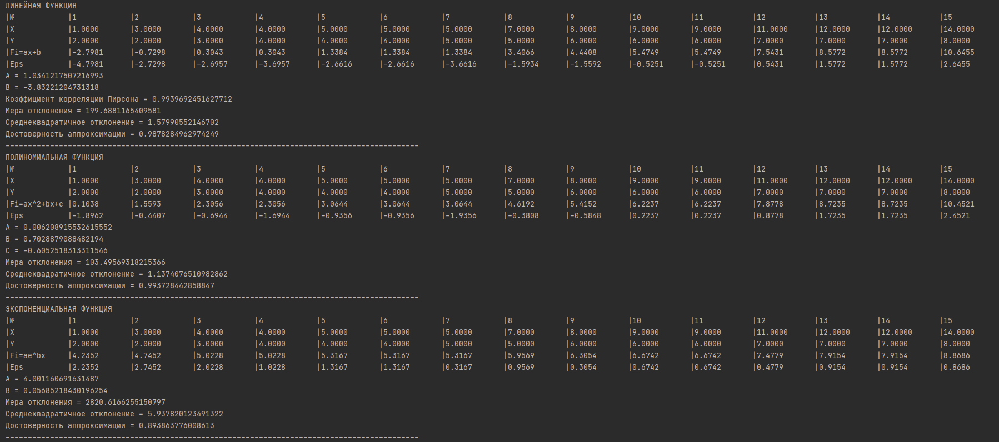 ЛИНЕЙНАЯ ФУНКЦИЯ
|№ |1 |2 |3 |4 |5 |6 |7 |8 |9 |10 |11 |12 |13 |14 |15
|X |1.0000 |3.0000 |4.0000 |4.0000 |5.0000 |5.0000 |5.0000 |7.0000 |8.0000 |9.0000 |9.0000 |11.0000 |12.0000 |12.0000 |14.0000
|Y |2.0000 |2.0000 |3.0000 |4.0000 |4.0000 |4.0000 |5.0000 |5.0000 |6.0000 |6.0000 |6.0000 |7.0000 |7.0000 |7.0000 |8.0000
|Fi=ax+b |-2.7981 |-0.7298 |0.3043 |0.3043 |1.3384 |1.3384 |1.3384 |3.4066 |4.4408 |5.4749 |5.4749 |7.5431 |8.5772 |8.5772 |10.6455
|Eps |-4.7981 |-2.7298 |-2.6957 |-3.6957 |-2.6616 |-2.6616 |-3.6616 |-1.5934 |-1.5592 |-0.5251 |-0.5251 |0.5431 |1.5772 |1.5772 |2.6455
A = 1.0341217507216993
B = -3.83221204731318
Коэффициент корреляции Пирсона = 0.9939692451627712
Мера отклонения = 199.6881165409581
Среднеквадратичное отклонение = 1.57990552146702
Достоверность аппроксимации = 0.9878284962974249
---------------------------------------------------------------------------------------------
ПОЛИНОМИАЛЬНАЯ ФУНКЦИЯ
|№ |1 |2 |3 |4 |5 |6 |7 |8 |9 |10 |11 |12 |13 |14 |15
|X |1.0000 |3.0000 |4.0000 |4.0000 |5.0000 |5.0000 |5.0000 |7.0000 |8.0000 |9.0000 |9.0000 |11.0000 |12.0000 |12.0000 |14.0000
|Y |2.0000 |2.0000 |3.0000 |4.0000 |4.0000 |4.0000 |5.0000 |5.0000 |6.0000 |6.0000 |6.0000 |7.0000 |7.0000 |7.0000 |8.0000
|Fi=ax^2+bx+c |0.1038 |1.5593 |2.3056 |2.3056 |3.0644 |3.0644 |3.0644 |4.6192 |5.4152 |6.2237 |6.2237 |7.8778 |8.7235 |8.7235 |10.4521
|Eps |-1.8962 |-0.4407 |-0.6944 |-1.6944 |-0.9356 |-0.9356 |-1.9356 |-0.3808 |-0.5848 |0.2237 |0.2237 |0.8778 |1.7235 |1.7235 |2.4521
A = 0.006208915532615552
B = 0.7028879088482194
C = -0.6052518313311546
Мера отклонения = 103.49569318215366
Среднеквадратичное отклонение = 1.1374076510982862
Достоверность аппроксимации = 0.993728442858847
---------------------------------------------------------------------------------------------
ЭКСПОНЕНЦИАЛЬНАЯ ФУНКЦИЯ
|№ |1 |2 |3 |4 |5 |6 |7 |8 |9 |10 |11 |12 |13 |14 |15
|X |1.0000 |3.0000 |4.0000 |4.0000 |5.0000 |5.0000 |5.0000 |7.0000 |8.0000 |9.0000 |9.0000 |11.0000 |12.0000 |12.0000 |14.0000
|Y |2.0000 |2.0000 |3.0000 |4.0000 |4.0000 |4.0000 |5.0000 |5.0000 |6.0000 |6.0000 |6.0000 |7.0000 |7.0000 |7.0000 |8.0000
|Fi=ae^bx |4.2352 |4.7452 |5.0228 |5.0228 |5.3167 |5.3167 |5.3167 |5.9569 |6.3054 |6.6742 |6.6742 |7.4779 |7.9154 |7.9154 |8.8686
|Eps |2.2352 |2.7452 |2.0228 |1.0228 |1.3167 |1.3167 |0.3167 |0.9569 |0.3054 |0.6742 |0.6742 |0.4779 |0.9154 |0.9154 |0.8686
A = 4.001160691631487
B = 0.05685218430196254
Мера отклонения = 2820.6166255150797
Среднеквадратичное отклонение = 5.937820123491322
Достоверность аппроксимации = 0.893863776008613
---------------------------------------------------------------------------------------------